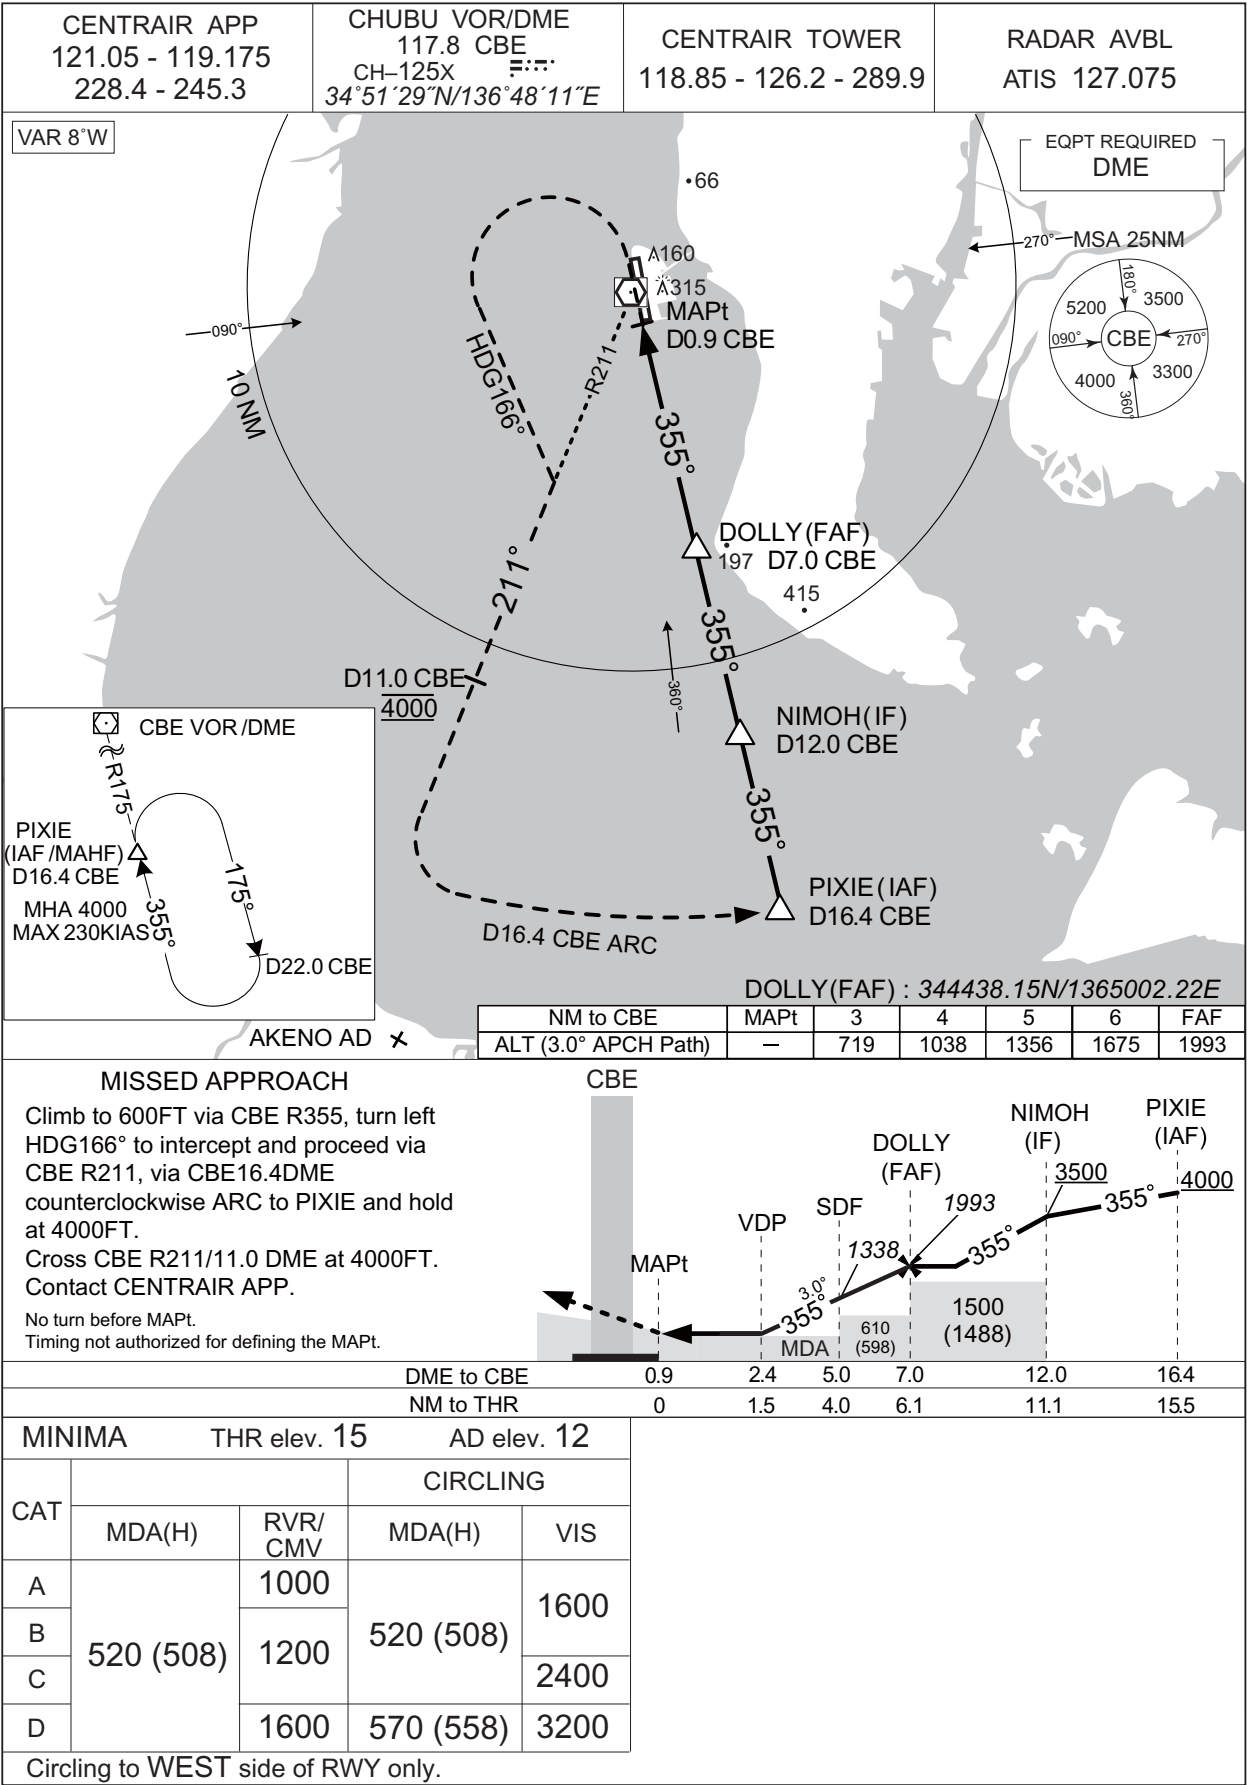 CENTRAIR APP
121.05 - 119.175
228.4 - 245.3
CHUBU VOR/DME
117.8 CBE
CH–125X
34˚51´29˝N/136˚48´11˝E
CENTRAIR TOWER
118.85 - 126.2 - 289.9
RADAR AVBL
ATIS 127.075
VAR 8˚W
EQPT REQUIRED
DME
66
160
315
MAPt
D0.9 CBE
270°
MSA 25NM
180°
5200
3500
090°
CBE
270°
4000
3300
360°
090°
10 NM
HDG166°
R211
355°
DOLLY(FAF)
197 D7.0 CBE
415
211°
355°
360°
D11.0 CBE
4000
NIMOH(IF)
D12.0 CBE
355°
PIXIE(IAF)
D16.4 CBE
D16.4 CBE ARC
CBE VOR/DME
R175
PIXIE
(IAF/MAHF)
D16.4 CBE
MHA 4000
MAX 230KIAS
355°
175°
D22.0 CBE
AKENO AD
DOLLY(FAF) : 344438.15N/1365002.22E
NM to CBE MAPt 3 4 5 6 FAF
ALT (3.0° APCH Path) – 719 1038 1356 1675 1993
MISSED APPROACH
Climb to 600FT via CBE R355, turn left
HDG166° to intercept and proceed via
CBE R211, via CBE16.4DME
counterclockwise ARC to PIXIE and hold
at 4000FT.
Cross CBE R211/11.0 DME at 4000FT.
Contact CENTRAIR APP.
No turn before MAPt.
Timing not authorized for defining the MAPt.
CBE
MAPt
VDP
SDF
DOLLY
(FAF)
NIMOH
(IF)
PIXIE
(IAF)
1338
1993
3500
4000
3.0°
355°
355°
355°
MDA
610
(598)
1500
(1488)
DME to CBE 0.9 2.4 5.0 7.0 12.0 16.4
NM to THR 0 1.5 4.0 6.1 11.1 15.5
MINIMA THR elev. 15 AD elev. 12
CAT
CIRCLING
MDA(H)
RVR/
CMV
MDA(H)
VIS
A
B
C
D
520 (508)
1000
1200
1600
520 (508)
570 (558)
1600
2400
3200
Circling to WEST side of RWY only.